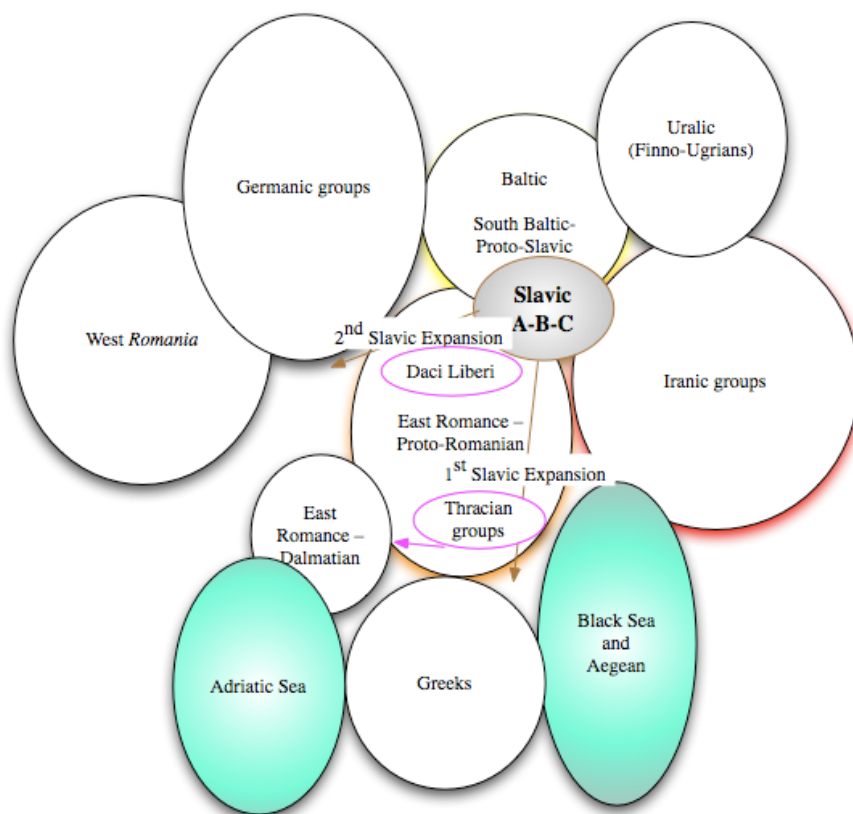 Uralic
(Finno-Ugrians)
Baltic
Germanic groups
South Baltic-
Proto-Slavic
Slavic
A-B-C
2nd Slavic Expansion
West Romania
Daci Liberi
Iranic groups
East Romance –
Proto-Romanian
1st Slavic Expansion
Thracian
groups
East
Romance –
Dalmatian
Black Sea
and
Aegean
Adriatic Sea
Greeks